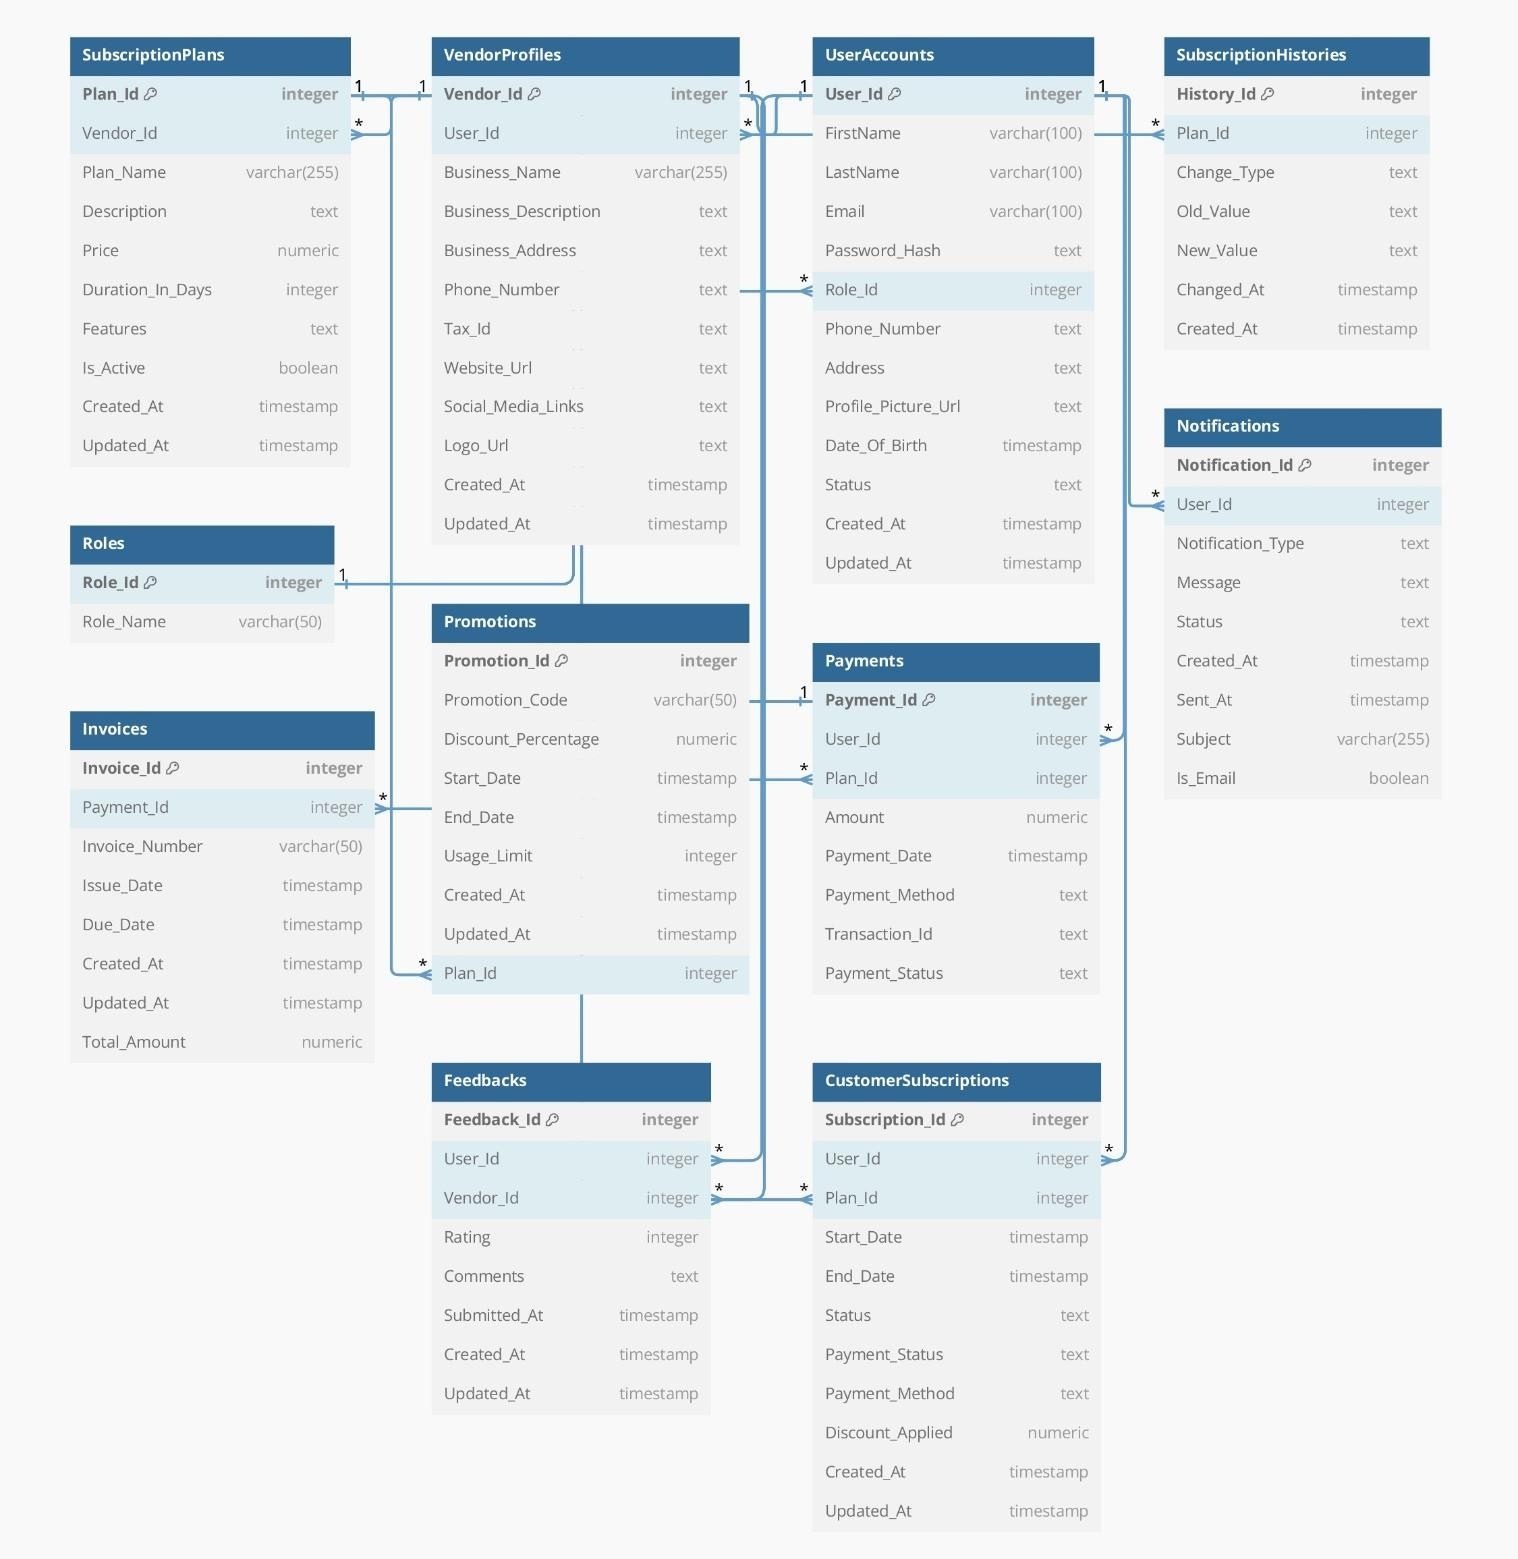 SubscriptionPlans
Plan_Id integer
Vendor_Id integer
Plan_Name varchar(255)
Description text
Price numeric
Duration_In_Days integer
Features text
Is_Active boolean
Created_At timestamp
Updated_At timestamp
1
*
VendorProfiles
1
Vendor_Id integer
User_Id integer
Business_Name varchar(255)
Business_Description text
Business_Address text
Phone_Number text
Tax_Id text
Website_Url text
Social_Media_Links text
Logo_Url text
Created_At timestamp
Updated_At timestamp
1
*
UserAccounts
1
User_Id integer
FirstName varchar(100)
LastName varchar(100)
Email varchar(100)
Password_Hash text
*
Role_Id integer
Phone_Number text
Address text
Profile_Picture_Url text
Date_Of_Birth timestamp
Status text
Created_At timestamp
Updated_At timestamp
1
SubscriptionHistories
History_Id integer
*
Plan_Id integer
Change_Type text
Old_Value text
New_Value text
Changed_At timestamp
Created_At timestamp
Notifications
Notification_Id integer
*
User_Id integer
Notification_Type text
Message text
Status text
Created_At timestamp
Sent_At timestamp
Subject varchar(255)
Is_Email boolean
Roles
Role_Id integer
1
Role_Name varchar(50)
Promotions
Promotion_Id integer
Promotion_Code varchar(50)
Discount_Percentage numeric
Start_Date timestamp
End_Date timestamp
Usage_Limit integer
Created_At timestamp
Updated_At timestamp
*
Plan_Id integer
Payments
1
Payment_Id integer
User_Id integer
*
*
Plan_Id integer
Amount numeric
Payment_Date timestamp
Payment_Method text
Transaction_Id text
Payment_Status text
Invoices
Invoice_Id integer
Payment_Id integer
*
Invoice_Number varchar(50)
Issue_Date timestamp
Due_Date timestamp
Created_At timestamp
Updated_At timestamp
Total_Amount numeric
Feedbacks
Feedback_Id integer
User_Id integer
*
Vendor_Id integer
*
Rating integer
Comments text
Submitted_At timestamp
Created_At timestamp
Updated_At timestamp
CustomerSubscriptions
Subscription_Id integer
User_Id integer
*
*
Plan_Id integer
Start_Date timestamp
End_Date timestamp
Status text
Payment_Status text
Payment_Method text
Discount_Applied numeric
Created_At timestamp
Updated_At timestamp